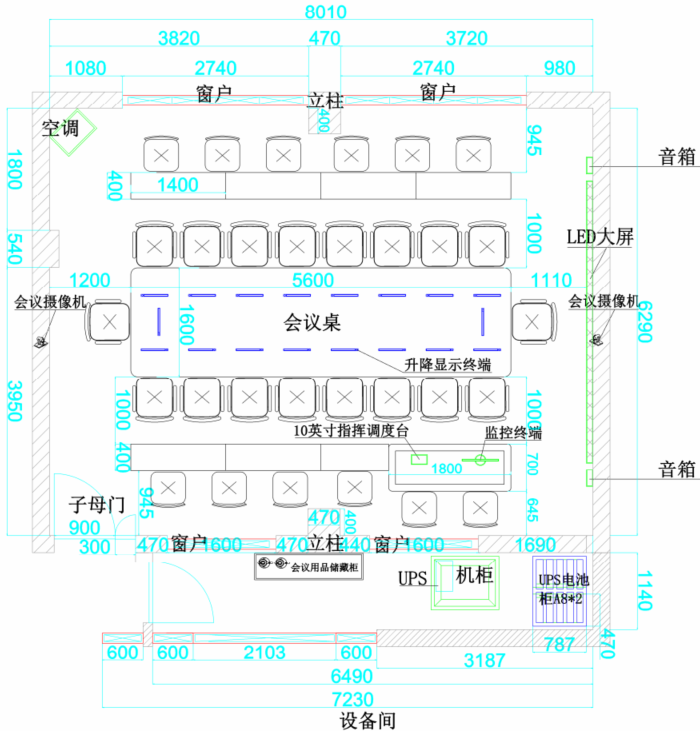 8010
3820 470 3720
1080 2740 2740 980
窗户 立柱 窗户
空调 400 945 音箱
1800 400 1400
540 1000 LED大屏
1200 5600 1110
会议摄像机 会议桌 会议摄像机
1600 6290
升降显示终端
3950 1000 1000
10英寸指挥调度台 监控终端
400 1800 700 音箱
子母门 945 470 400 645
900
300 470 窗户 1600 470 立柱 440 窗户 1600 1690
会议用品储藏柜 UPS 机柜 UPS电池
柜A8*2 1140
787 470
600 600 2103 600 3187
6490
7230
设备间